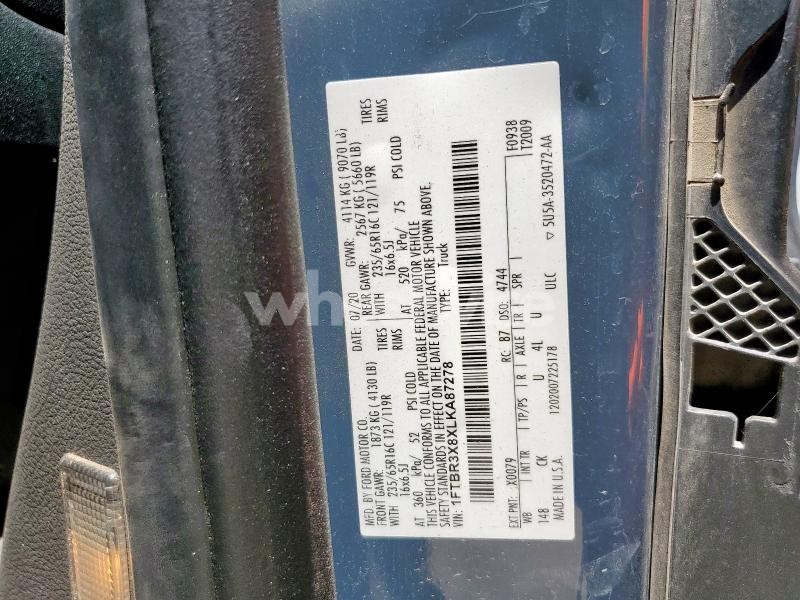 MFD. BY FORD MOTOR CO.
DATE: 07/20 GVWR: 4114 KG ( 9070 LB)
FRONT GAWR: 1873 KG ( 4130 LB) REAR GAWR: 2567 KG ( 5660 LB)
WITH 235/65R16C 121/119R TIRES WITH 235/65R16C 121/119R TIRES
16x6.5J RIMS 16x6.5J RIMS
AT 360 kPa/ 52 PSI COLD AT 520 kPa/ 75 PSI COLD
THIS VEHICLE CONFORMS TO ALL APPLICABLE FEDERAL MOTOR VEHICLE
SAFETY STANDARDS IN EFFECT ON THE DATE OF MANUFACTURE SHOWN ABOVE.
VIN: 1FTBR3X8XLKA87278 TYPE: Truck
EXT PNT: X0079 RC: 87 DSO: 4744 F0938
WB INT TR TP/PS R AXLE TR SPR T2009
148 CK U 4L U ULC
MADE IN U.S.A. 1202007225178 ▽ 5U5A-3520472-AA